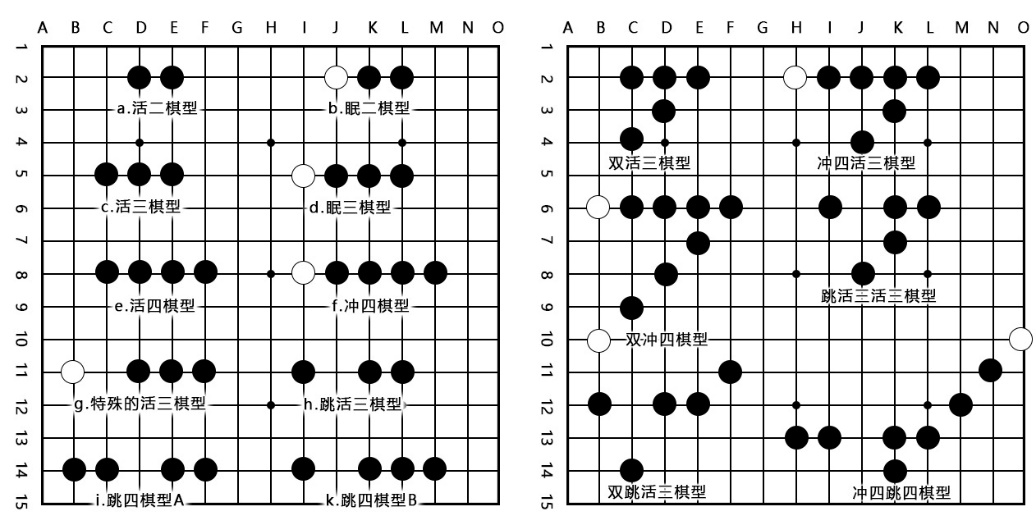 A B C D E F G H I J K L M N O
A B C D E F G H I J K L M N O
1
2
3
4
5
6
7
8
9
10
11
12
13
14
15
a.活二棋型
b.眠二棋型
c.活三棋型
d.眠三棋型
e.活四棋型
f.冲四棋型
g.特殊的活三棋型
h.跳活三棋型
i.跳四棋型A
k.跳四棋型B
1
2
3
4
5
6
7
8
9
10
11
12
13
14
15
双活三棋型
冲四活三棋型
跳活三活三棋型
双冲四棋型
双跳活三棋型
冲四跳四棋型